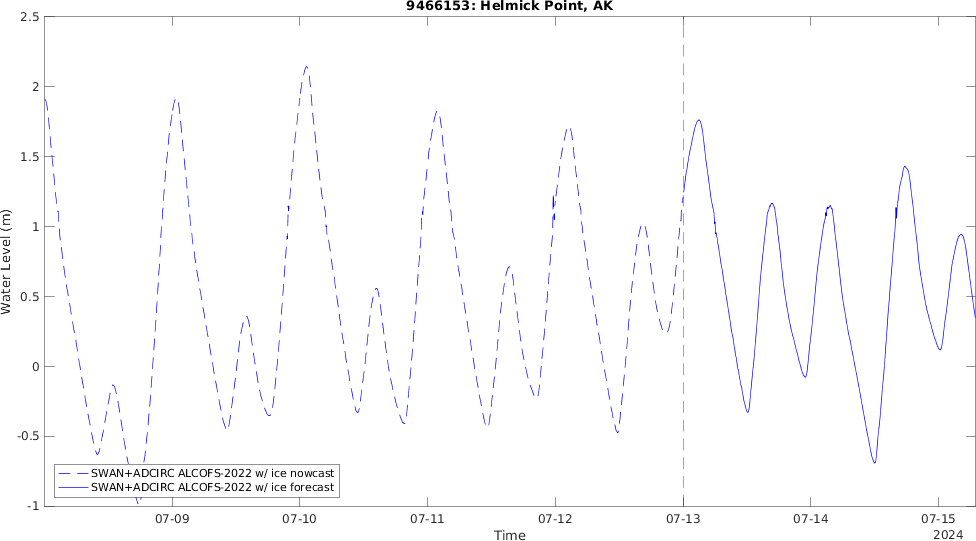 9466153: Helmick Point, AK
2.5
2
1.5
1
0.5
0
-0.5
-1
Water Level (m)
SWAN+ADCIRC ALCOFS-2022 w/ ice nowcast
SWAN+ADCIRC ALCOFS-2022 w/ ice forecast
07-09 07-10 07-11 07-12 07-13 07-14 07-15
Time
2024